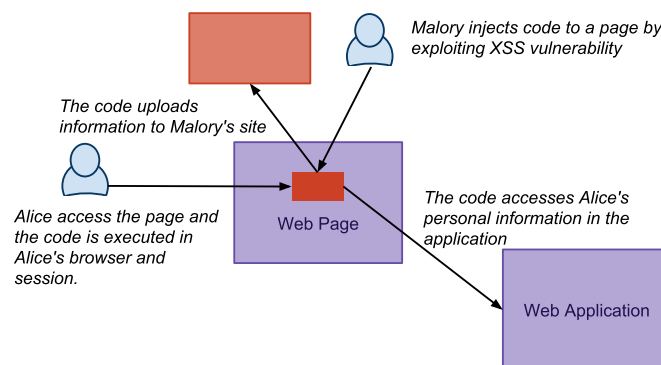 Malory injects code to a page by
exploiting XSS vulnerability
The code uploads
information to Malory's site
Alice access the page and
the code is executed in
Alice's browser and
session.
Web Page
The code accesses Alice's
personal information in the
application
Web Application